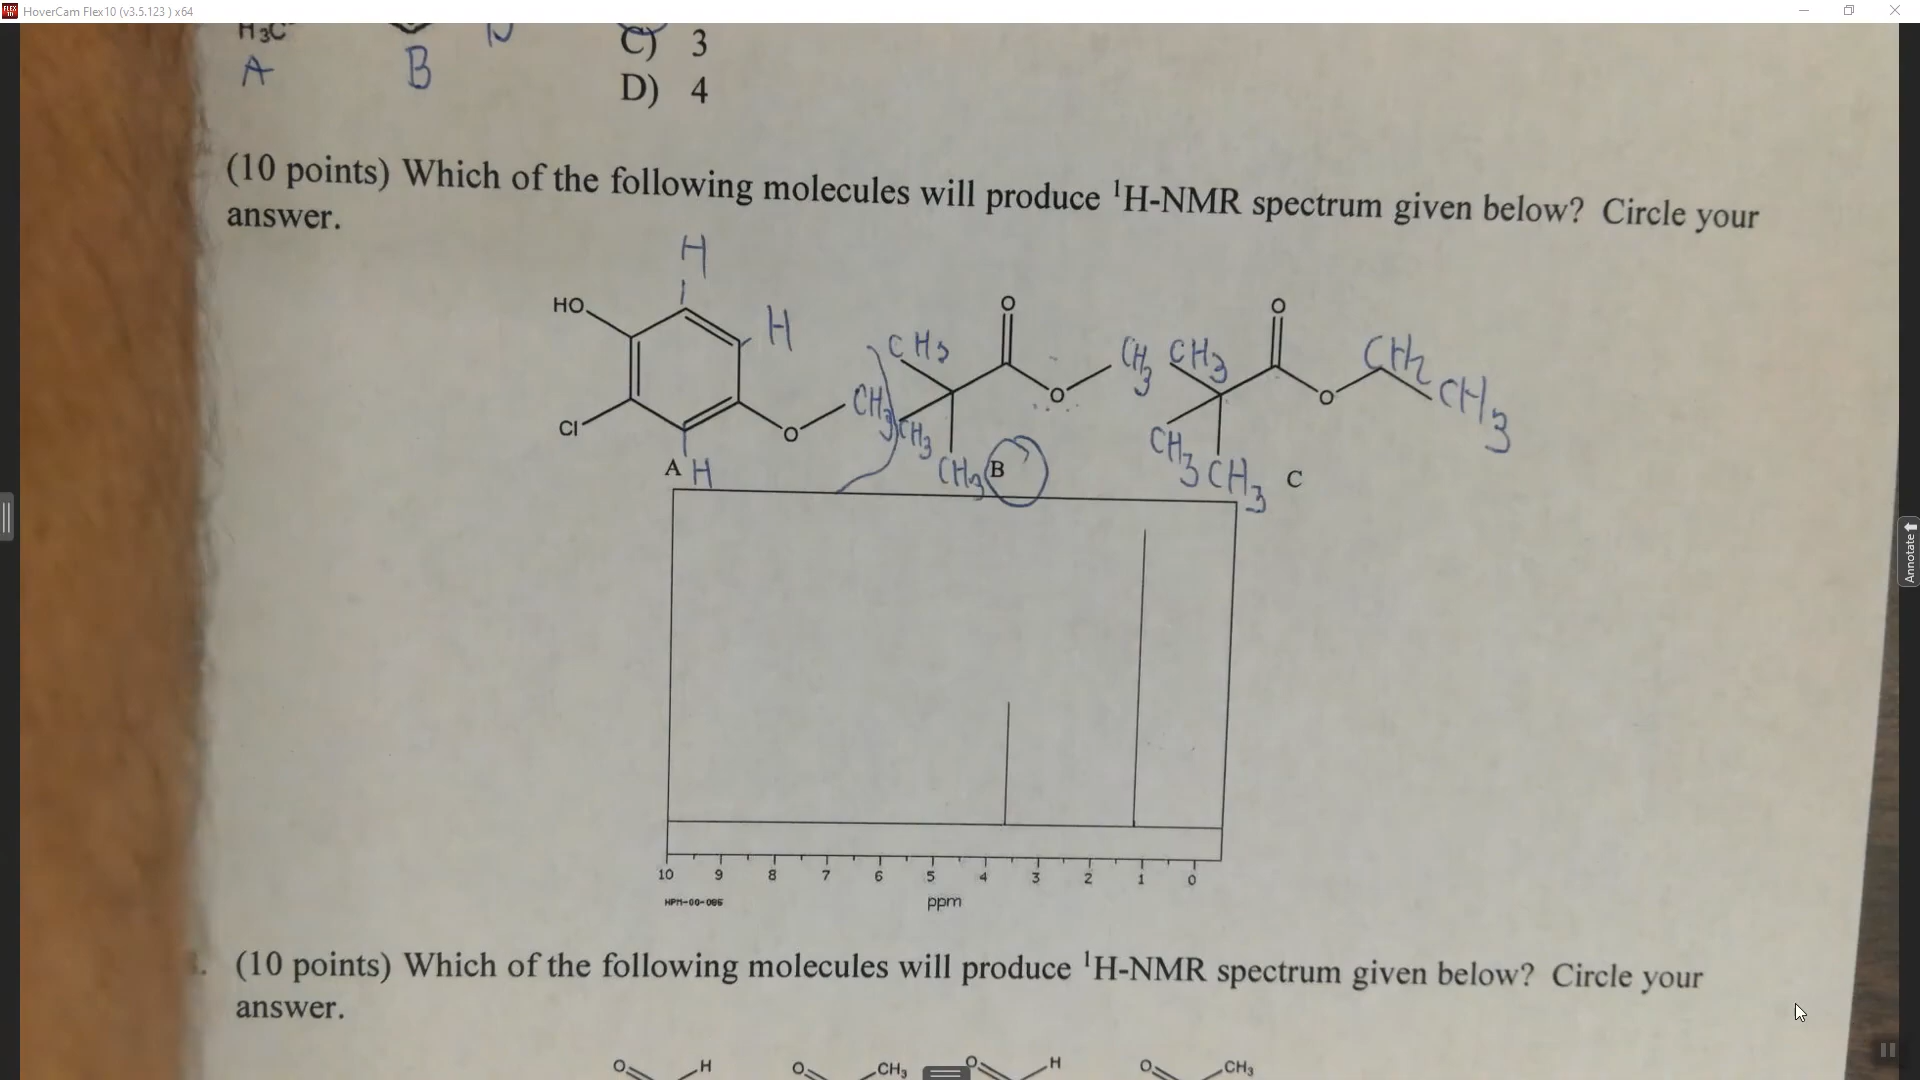 HoverCam Flex10 (v3.5.123 ) x64
H3C
A B N
C) 3
D) 4
(10 points) Which of the following molecules will produce 1H-NMR spectrum given below? Circle your
answer.
H
HO H
Cl O CH3
A H
O
CH3 O CH3
CH3
CH3 B
O
CH3 O CH2 CH3
CH3 CH3 C
10 9 8 7 6 5 4 3 2 1 0
HPM-00-086 ppm
Annotate
. (10 points) Which of the following molecules will produce 1H-NMR spectrum given below? Circle your
answer.
O H O CH3 O H O CH3